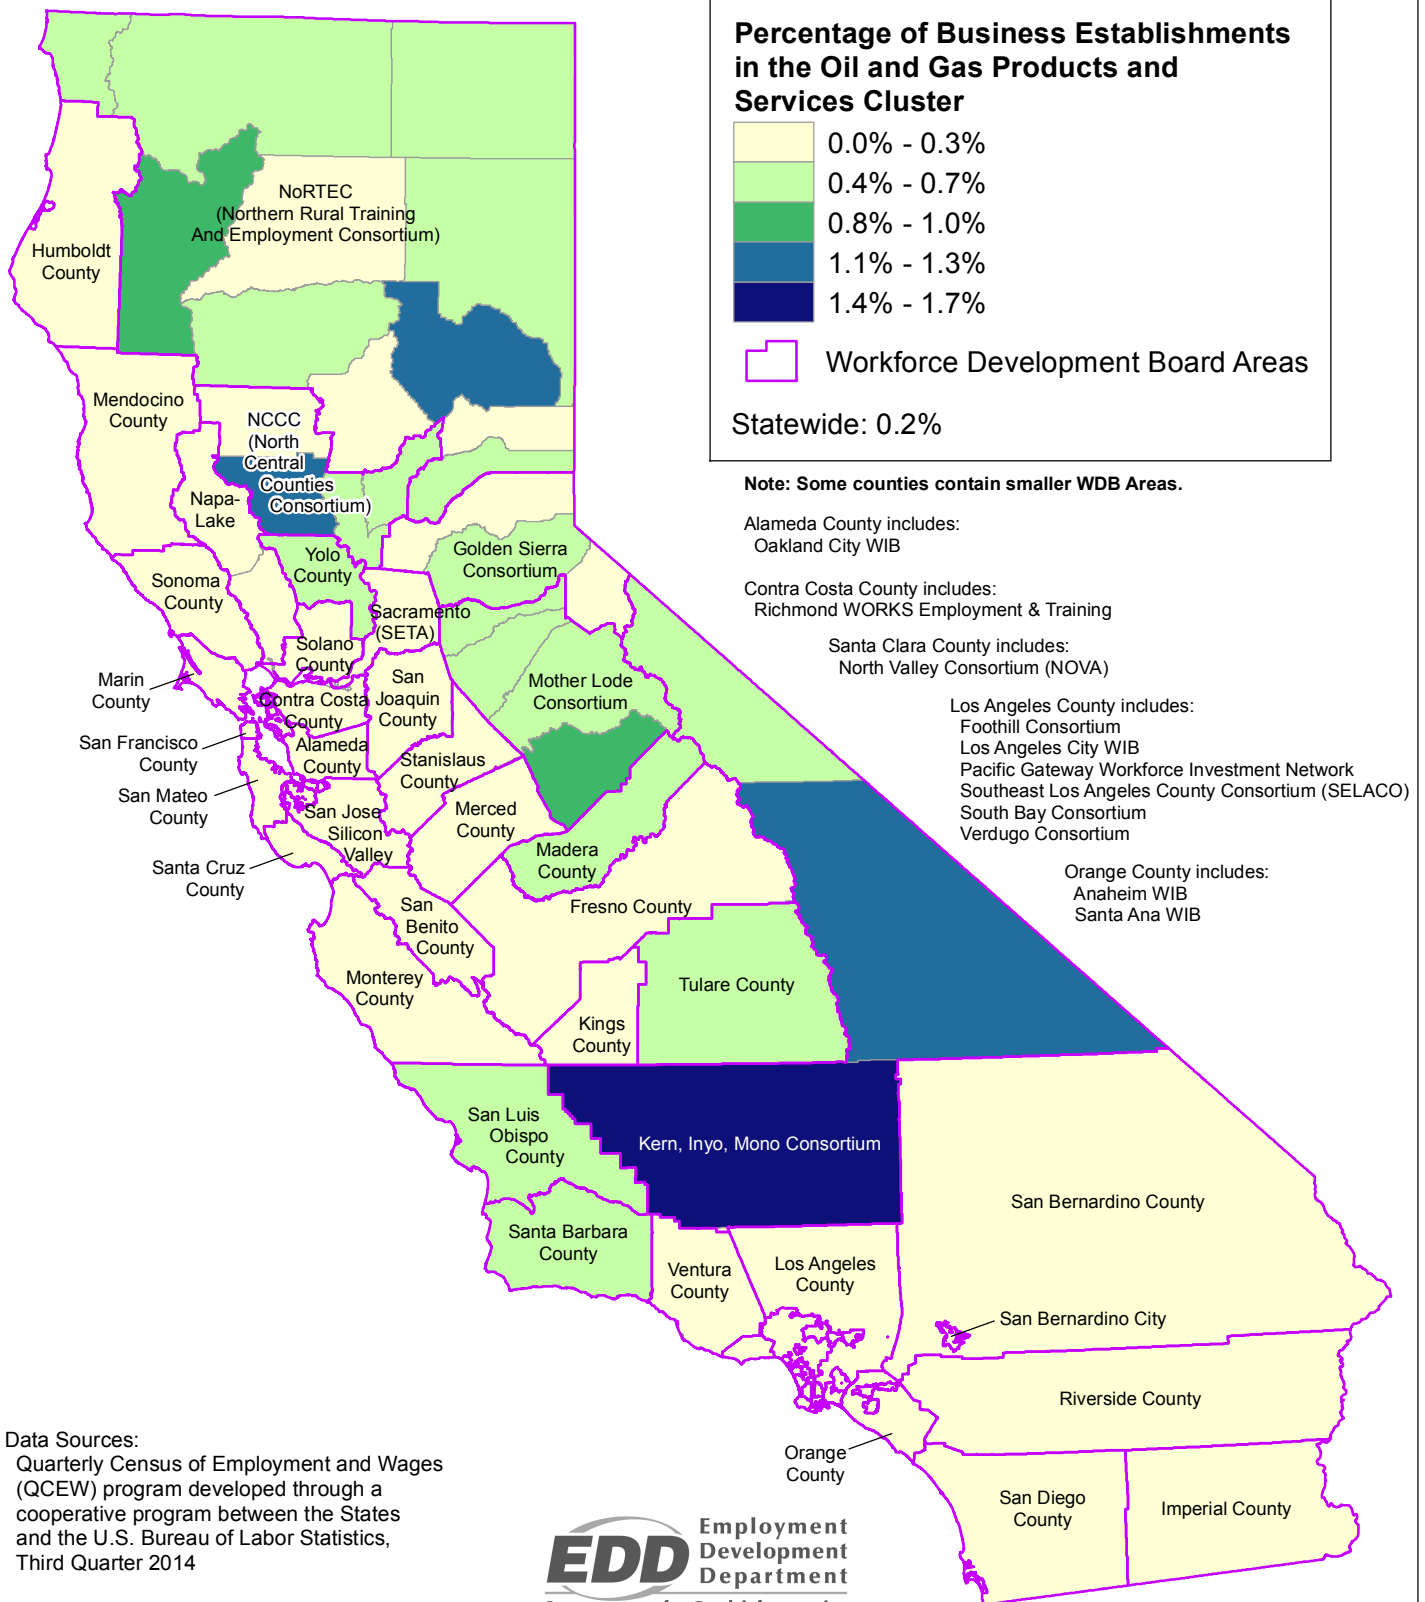 Percentage of Business Establishments
in the Oil and Gas Products and
Services Cluster
0.0% - 0.3%
0.4% - 0.7%
0.8% - 1.0%
1.1% - 1.3%
1.4% - 1.7%
Workforce Development Board Areas
Statewide: 0.2%
Note: Some counties contain smaller WDB Areas.
Alameda County includes:
Oakland City WIB
Contra Costa County includes:
Richmond WORKS Employment & Training
Santa Clara County includes:
North Valley Consortium (NOVA)
Los Angeles County includes:
Foothill Consortium
Los Angeles City WIB
Pacific Gateway Workforce Investment Network
Southeast Los Angeles County Consortium (SELACO)
South Bay Consortium
Verdugo Consortium
Orange County includes:
Anaheim WIB
Santa Ana WIB
NoRTEC
(Northern Rural Training
And Employment Consortium)
Humboldt
County
Mendocino
County
NCCC
(North
Central
Counties
Consortium)
Napa-
Lake
Yolo
County
Golden Sierra
Consortium
Sonoma
County
Sacramento
(SETA)
Solano
County
Marin
County
Contra Costa
County
San
Joaquin
County
Mother Lode
Consortium
San Francisco
County
Alameda
County
Stanislaus
County
San Mateo
County
San Jose
Silicon
Valley
Merced
County
Madera
County
Santa Cruz
County
San
Benito
County
Fresno County
Monterey
County
Kings
County
Tulare County
San Luis
Obispo
County
Kern, Inyo, Mono Consortium
Santa Barbara
County
Ventura
County
Los Angeles
County
San Bernardino County
San Bernardino City
Riverside County
Orange
County
San Diego
County
Imperial County
Data Sources:
Quarterly Census of Employment and Wages
(QCEW) program developed through a
cooperative program between the States
and the U.S. Bureau of Labor Statistics,
Third Quarter 2014
EDD
Employment
Development
Department